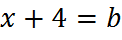 x + 4 = b